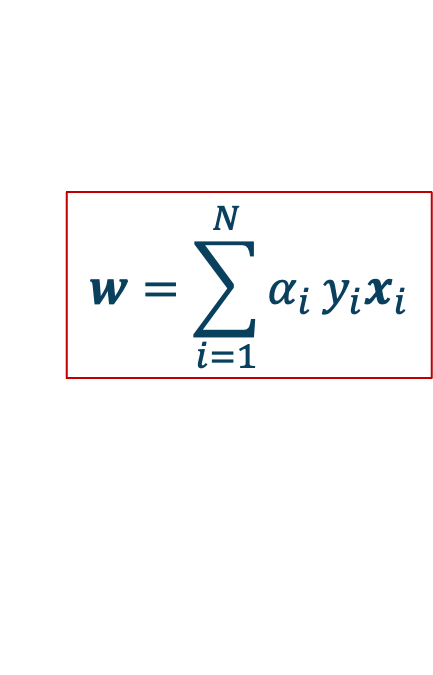 w = ∑_{i=1}^{N} α_i y_i x_i